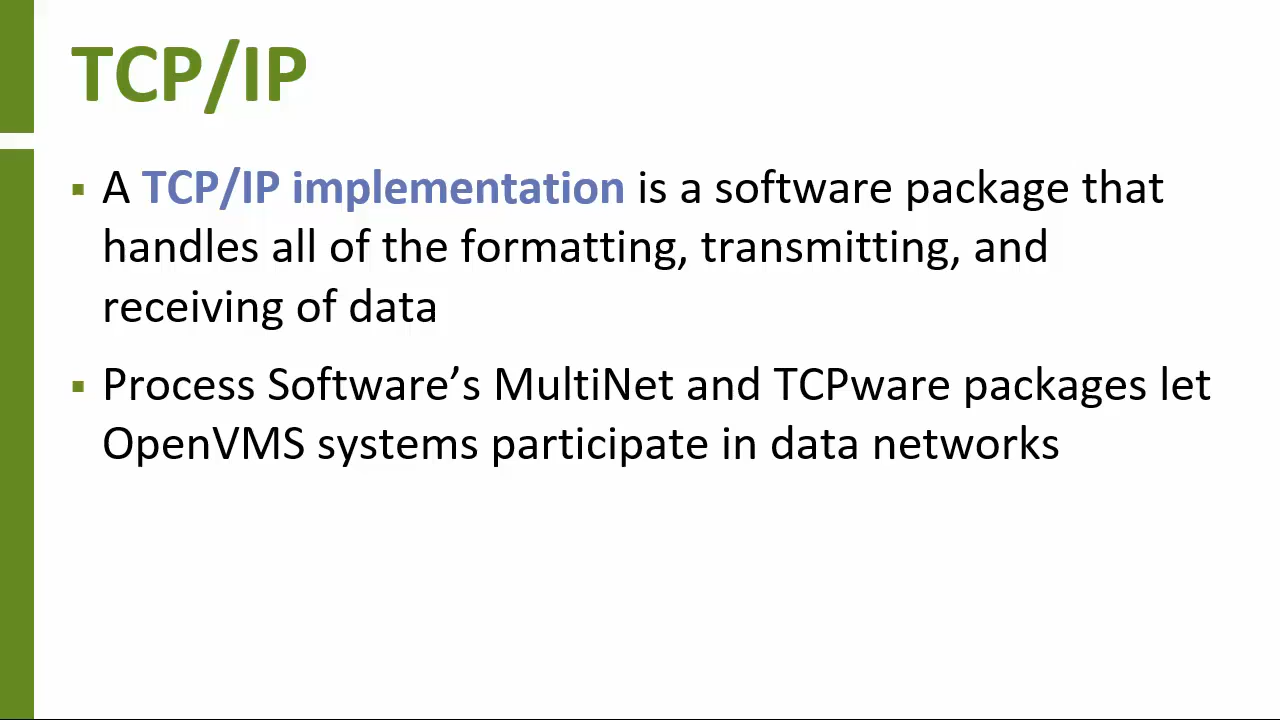 TCP/IP
▪ A TCP/IP implementation is a software package that
handles all of the formatting, transmitting, and
receiving of data
▪ Process Software’s MultiNet and TCPware packages let
OpenVMS systems participate in data networks